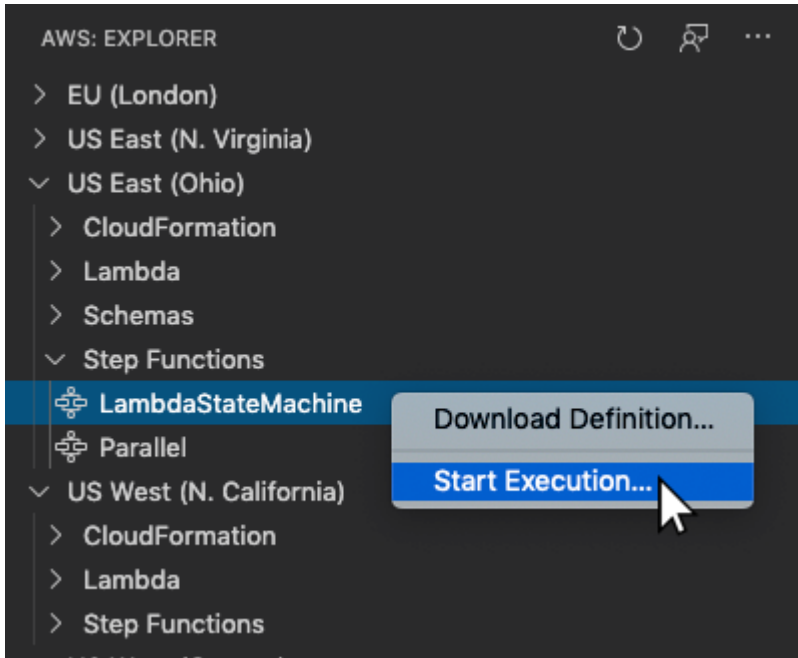 AWS: EXPLORER
EU (London)
US East (N. Virginia)
US East (Ohio)
CloudFormation
Lambda
Schemas
Step Functions
LambdaStateMachine
Download Definition...
Parallel
Start Execution...
US West (N. California)
CloudFormation
Lambda
Step Functions